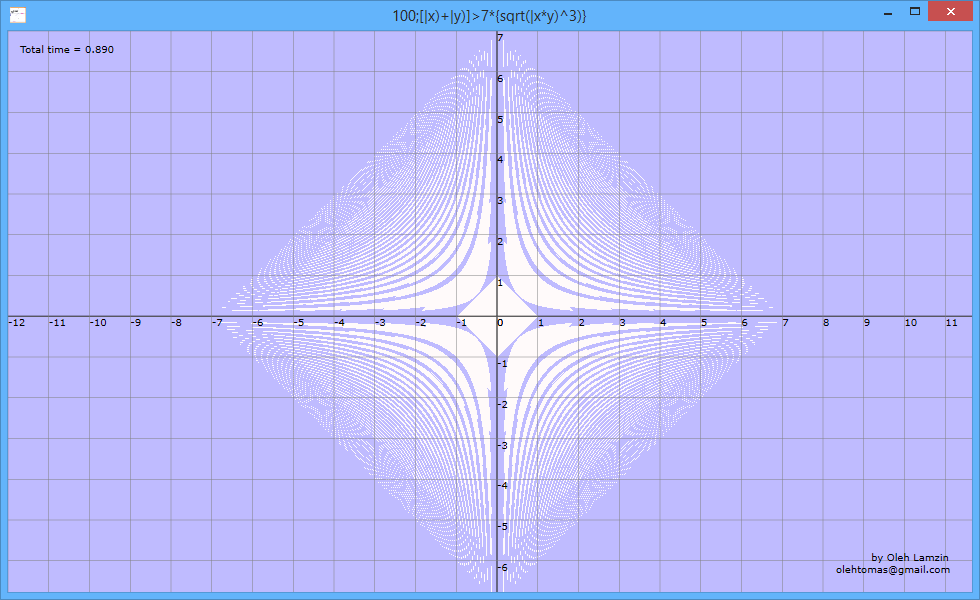 100;[|x)+|y)]>7*{sqrt(|x*y)^3)}
Total time = 0.890
7
6
5
4
3
2
1
-12 -11 -10 -9 -8 -7 -6 -5 -4 -3 -2 -1 0 1 2 3 4 5 6 7 8 9 10 11
-1
-2
-3
-4
-5
-6
by Oleh Lamzin
olehtomas@gmail.com